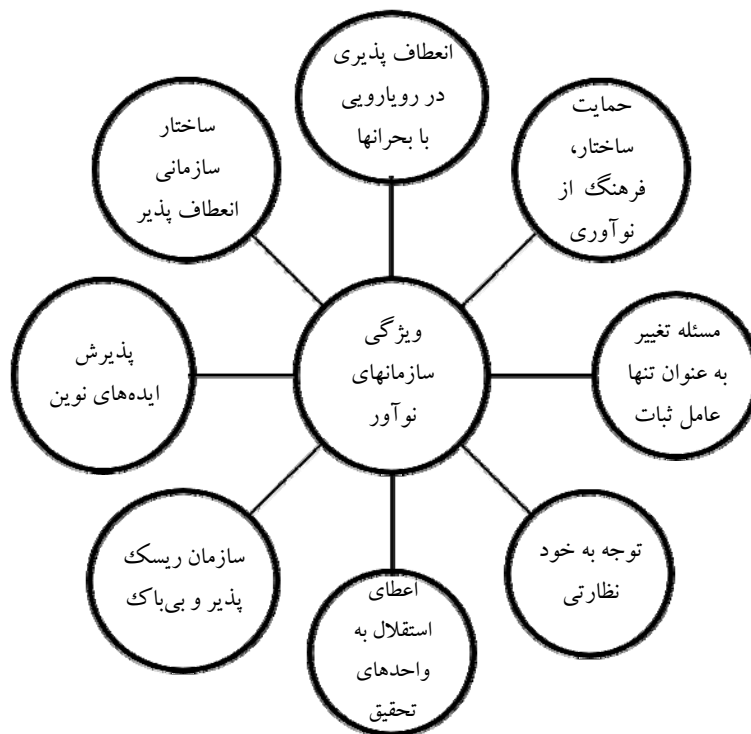 انعطاف پذیری
در رویارویی
با بحرانها
حمایت
ساختار،
فرهنگ از
نوآوری
مسئله تغییر
به عنوان تنها
عامل ثبات
توجه به خود
نظارتی
اعطای
استقلال به
واحدهای
تحقیق
سازمان ریسک
پذیر و بی‌باک
پذیرش
ایده‌های نوین
ساختار
سازمانی
انعطاف پذیر
ویژگی
سازمانهای
نوآور